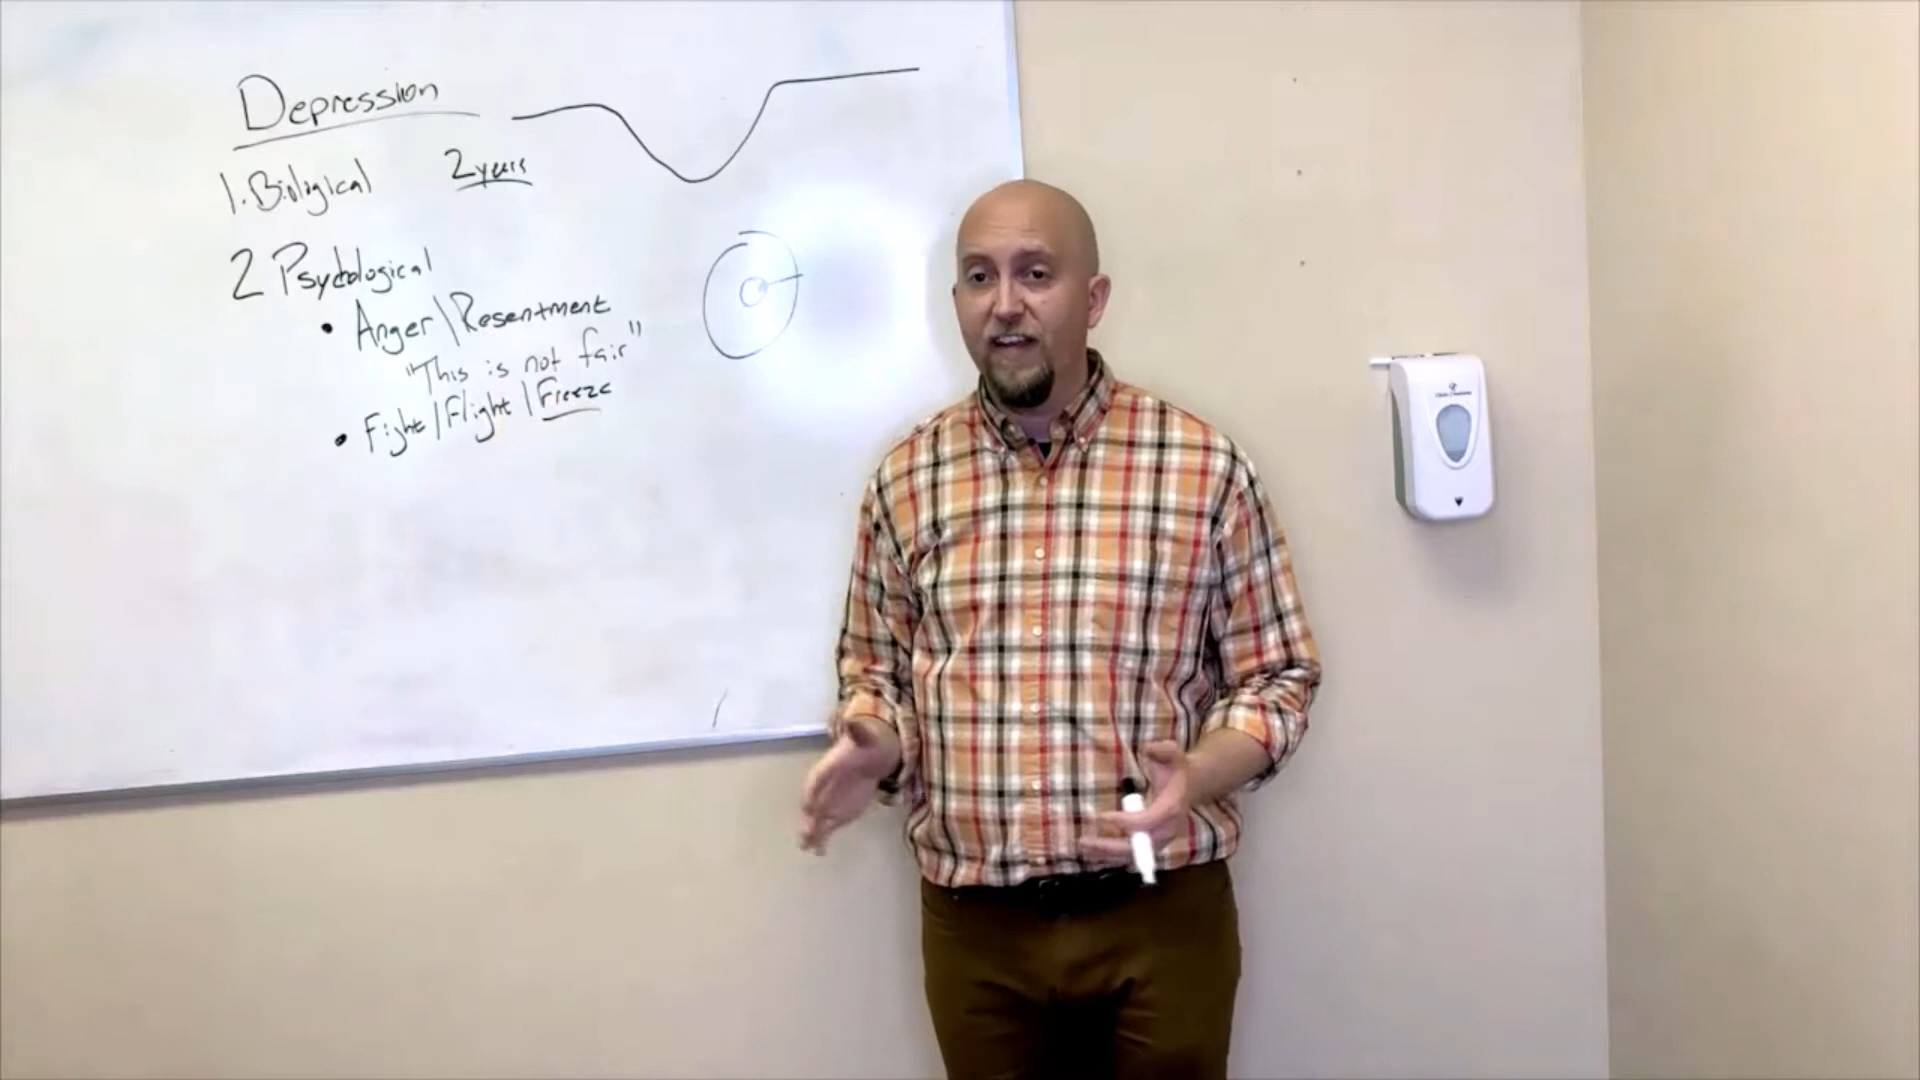 Depression
1. Biological 2 years
2 Psychological
• Anger\Resentment
"This is not fair"
• Fight/Flight/Freeze